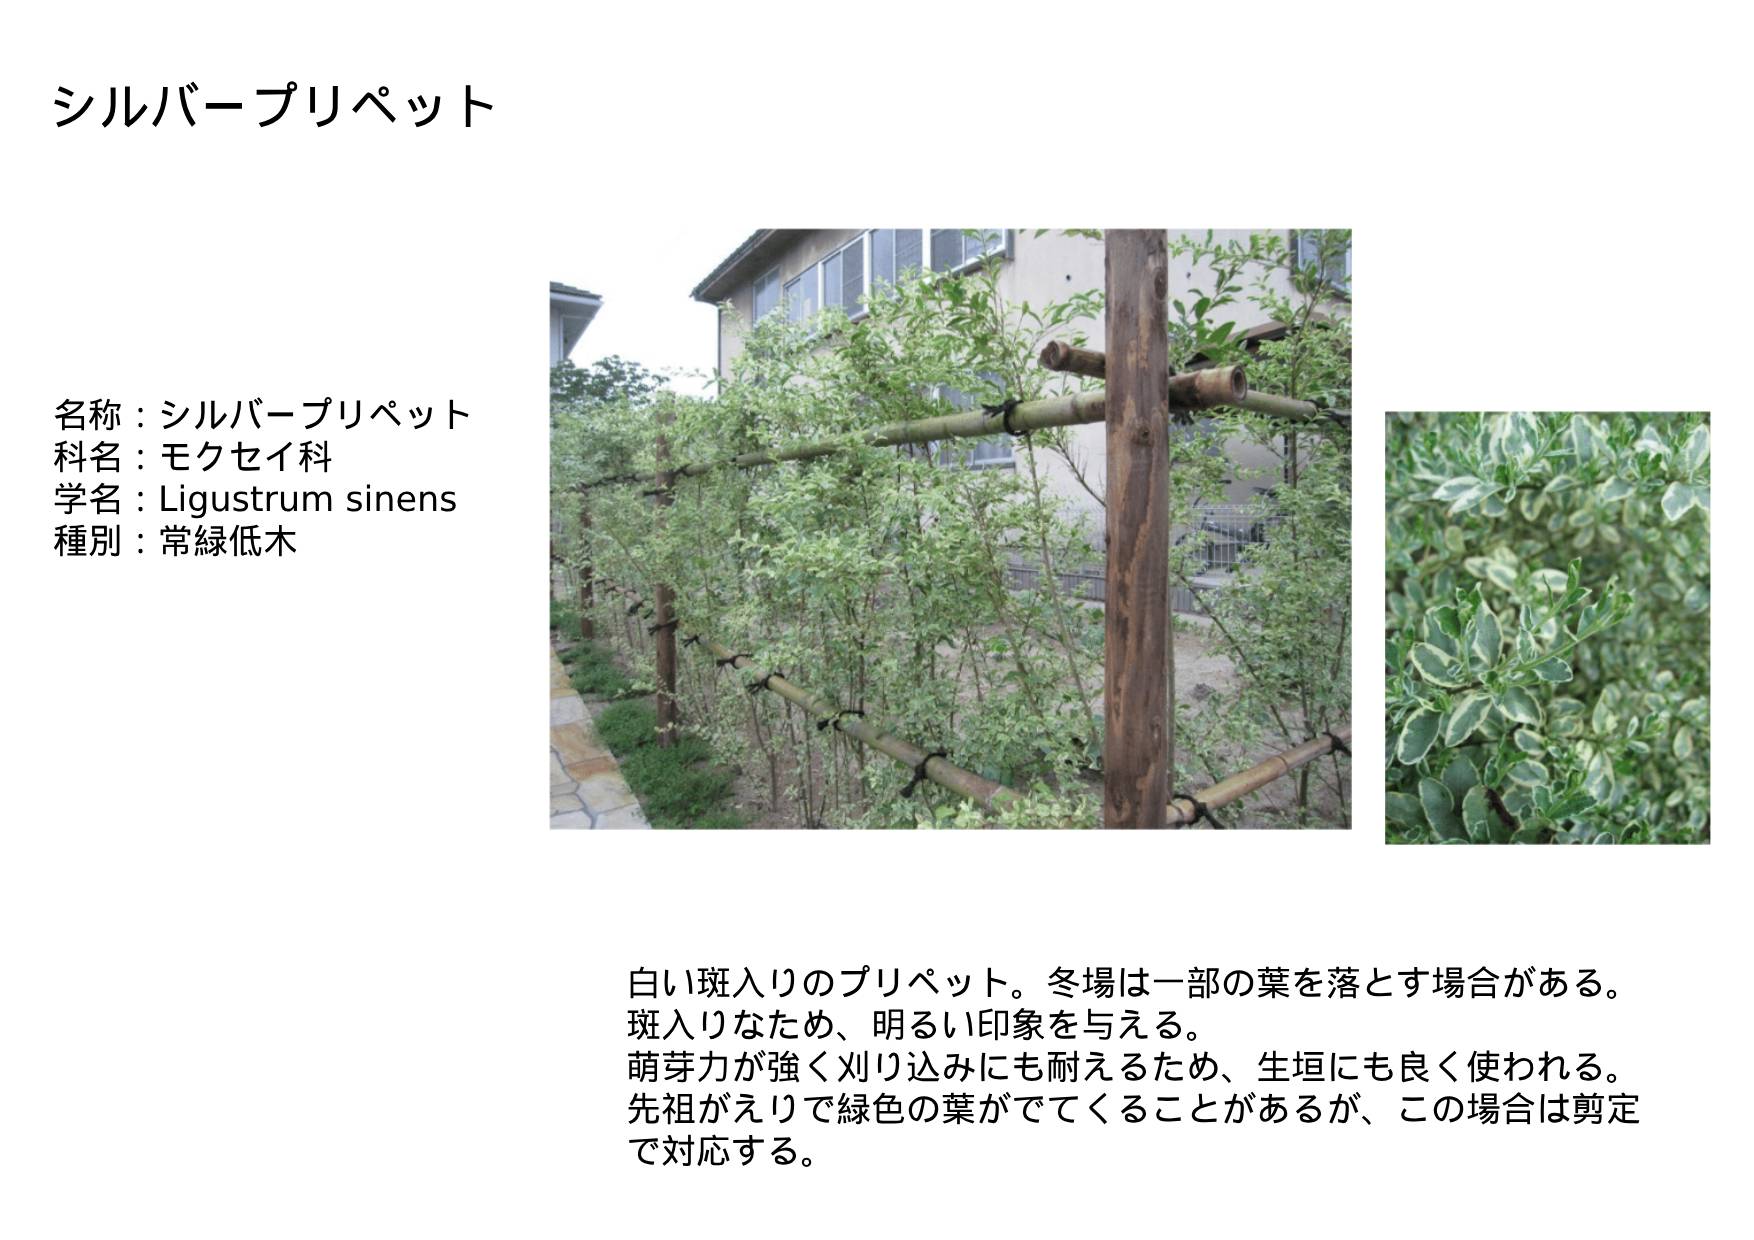 シルバープリペット
名称：シルバープリペット
科名：モクセイ科
学名：Ligustrum sinens
種別：常緑低木
白い斑入りのプリペット。冬場は一部の葉を落とす場合がある。
斑入りなため、明るい印象を与える。
萌芽力が強く刈り込みにも耐えるため、生垣にも良く使われる。
先祖がえりで緑色の葉がでてくることがあるが、この場合は剪定
で対応する。